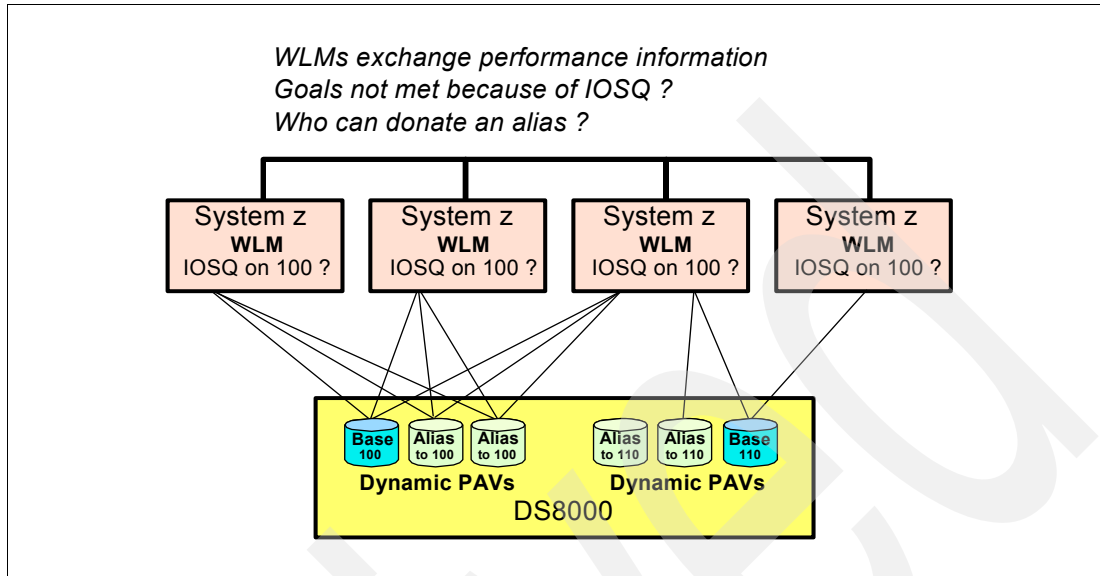 WLMs exchange performance information
Goals not met because of IOSQ ?
Who can donate an alias ?
System z
WLM
IOSQ on 100 ?
System z
WLM
IOSQ on 100 ?
System z
WLM
IOSQ on 100 ?
System z
WLM
IOSQ on 100 ?
Base
100
Alias
to 100
Alias
to 100
Alias
to 110
Alias
to 110
Base
110
Dynamic PAVs
Dynamic PAVs
DS8000